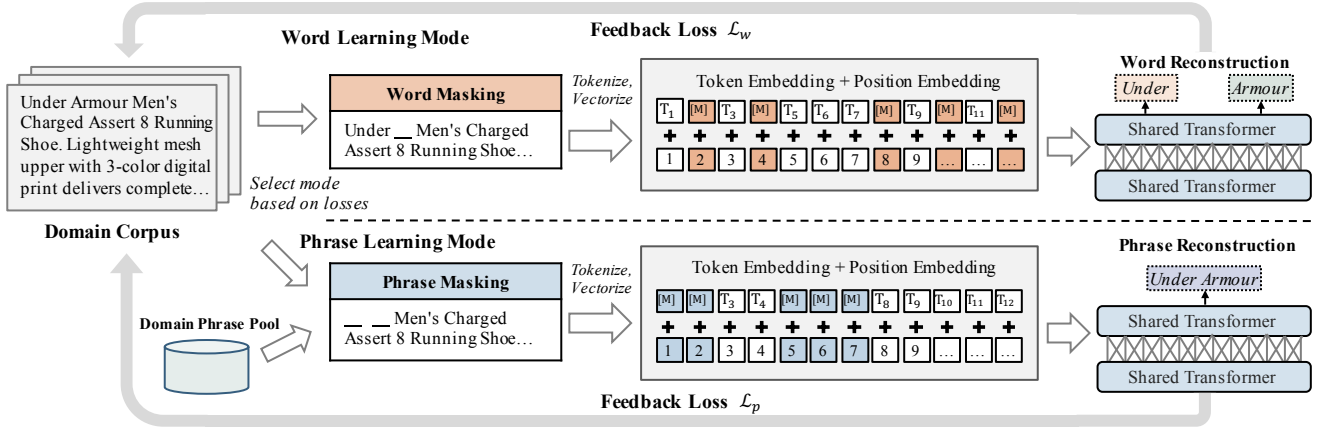 Word Learning Mode
Feedback Loss ℒw
Under Armour Men's
Charged Assert 8 Running
Shoe. Lightweight mesh
upper with 3-color digital
print delivers complete…
Domain Corpus
Select mode
based on losses
Word Masking
Under __ Men's Charged
Assert 8 Running Shoe…
Tokenize,
Vectorize
Token Embedding + Position Embedding
T1 [M] T3 [M] T5 T6 T7 [M] T9 [M] T11 [M]
+ + + + + + + + + + + +
1 2 3 4 5 6 7 8 9 … … …
Word Reconstruction
Under Armour
Shared Transformer
Shared Transformer
Phrase Learning Mode
Domain Phrase Pool
Phrase Masking
__ __ Men's Charged
Assert 8 Running Shoe…
Tokenize,
Vectorize
Token Embedding + Position Embedding
[M] [M] T3 T4 [M] [M] [M] T8 T9 T10 T11 T12
+ + + + + + + + + + + +
1 2 3 4 5 6 7 8 9 … … …
Phrase Reconstruction
Under Armour
Shared Transformer
Shared Transformer
Feedback Loss ℒp